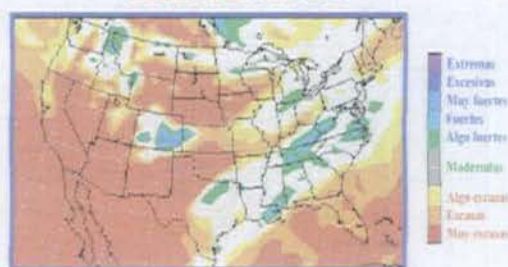 Extremas
Excesivas
Muy fuertes
Fuertes
Algo fuertes
Moderadas
Algo escasas
Escasas
Muy escasas